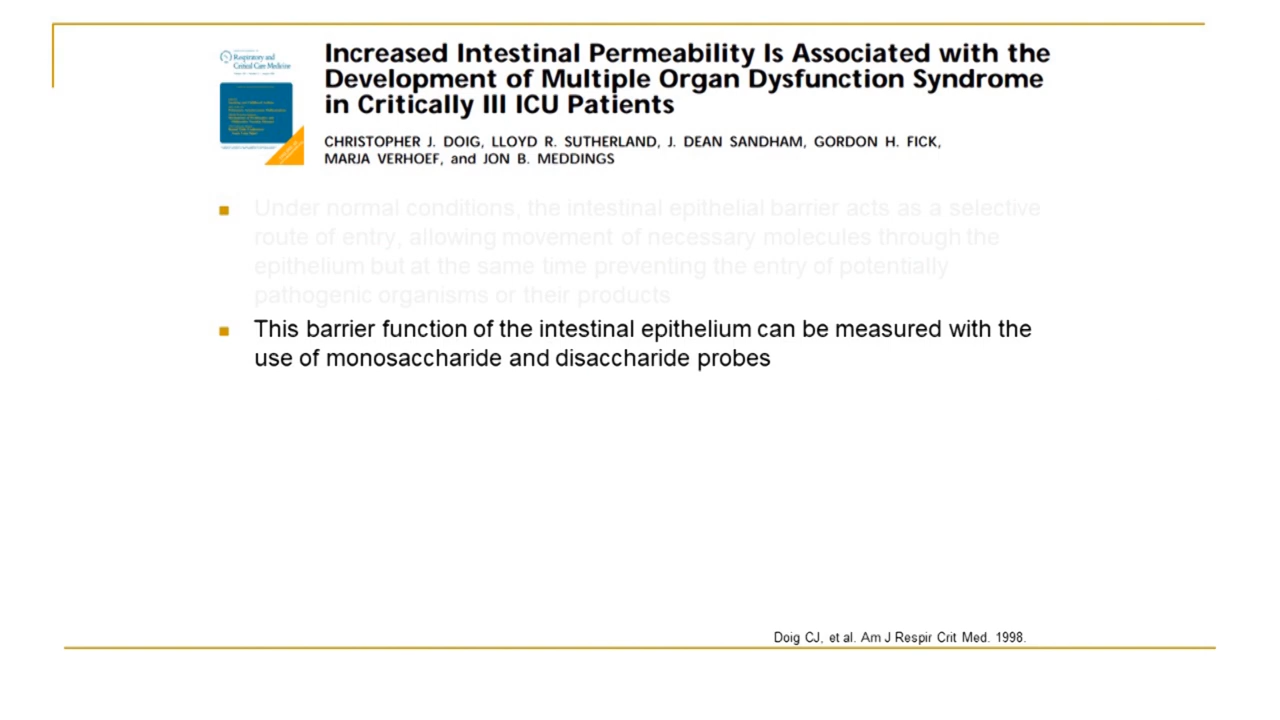 Respiratory and
Critical Care Medicine
Increased Intestinal Permeability Is Associated with the
Development of Multiple Organ Dysfunction Syndrome
in Critically Ill ICU Patients
CHRISTOPHER J. DOIG, LLOYD R. SUTHERLAND, J. DEAN SANDHAM, GORDON H. FICK,
MARJA VERHOEF, and JON B. MEDDINGS
Under normal conditions, the intestinal epithelial barrier acts as a selective
route of entry, allowing movement of necessary molecules through the
epithelium but at the same time preventing the entry of potentially
pathogenic organisms or their products
This barrier function of the intestinal epithelium can be measured with the
use of monosaccharide and disaccharide probes
Doig CJ, et al. Am J Respir Crit Med. 1998.